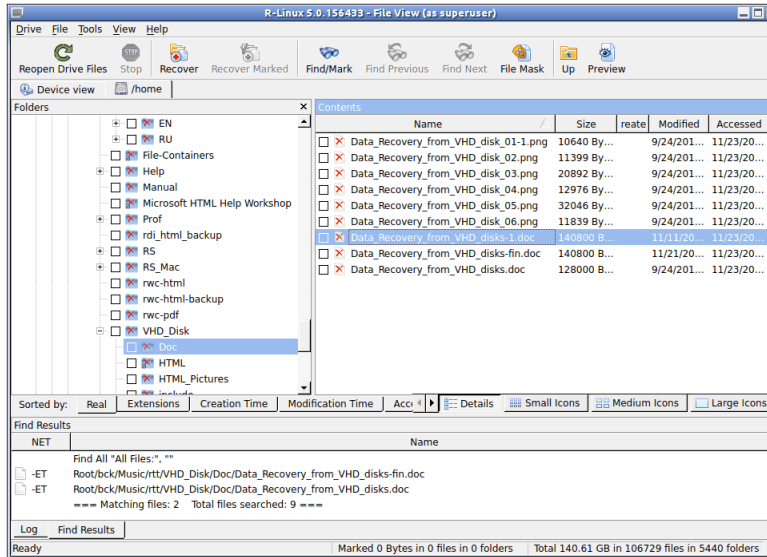 R-Linux 5.0.156433 - File View (as superuser)
Drive File Tools View Help
Reopen Drive Files Stop Recover Recover Marked Find/Mark Find Previous Find Next File Mask Up Preview
Device view /home
Folders
EN
RU
File-Containers
Help
Manual
Microsoft HTML Help Workshop
Prof
rdi_html_backup
RS
RS_Mac
rwc-html
rwc-html-backup
rwc-pdf
VHD_Disk
Doc
HTML
HTML_Pictures
include
Contents
Name Size reate Modified Accessed
Data_Recovery_from_VHD_disk_01-1.png 10640 By... 9/24/201... 11/23/20...
Data_Recovery_from_VHD_disk_02.png 11399 By... 9/24/201... 11/23/20...
Data_Recovery_from_VHD_disk_03.png 20892 By... 9/24/201... 11/23/20...
Data_Recovery_from_VHD_disk_04.png 12976 By... 9/24/201... 11/23/20...
Data_Recovery_from_VHD_disk_05.png 32046 By... 9/24/201... 11/23/20...
Data_Recovery_from_VHD_disk_06.png 11839 By... 9/24/201... 11/23/20...
Data_Recovery_from_VHD_disks-1.doc 140800 B... 11/11/20... 11/23/20...
Data_Recovery_from_VHD_disks-fin.doc 140800 B... 11/21/20... 11/23/20...
Data_Recovery_from_VHD_disks.doc 128000 B... 9/24/201... 11/23/20...
Sorted by: Real Extensions Creation Time Modification Time Acc Details Small Icons Medium Icons Large Icons
Find Results
NET Name
Find All "All Files:", ""
-ET Root/bck/Music/rtt/VHD_Disk/Doc/Data_Recovery_from_VHD_disks-fin.doc
-ET Root/bck/Music/rtt/VHD_Disk/Doc/Data_Recovery_from_VHD_disks.doc
=== Matching files: 2 Total files searched: 9 ===
Log Find Results
Ready Marked 0 Bytes in 0 files in 0 folders Total 140.61 GB in 106729 files in 5440 folders